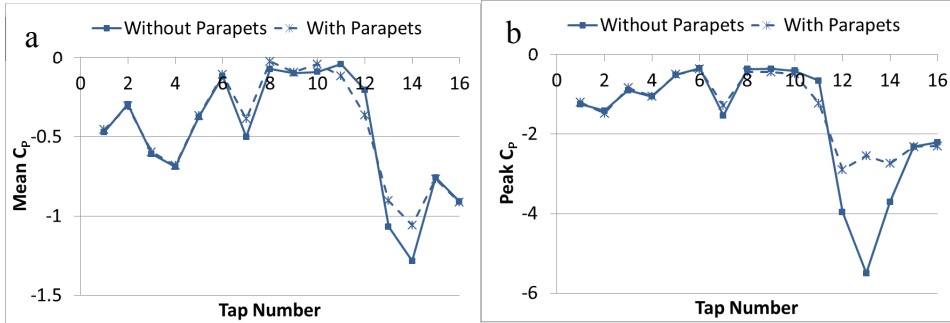 a
Without Parapets
With Parapets
0
-0.5
-1
-1.5
0 2 4 6 8 10 12 14 16
Mean CP
Tap Number
b
Without Parapets
With Parapets
0
-2
-4
-6
0 2 4 6 8 10 12 14 16
Peak CP
Tap Number